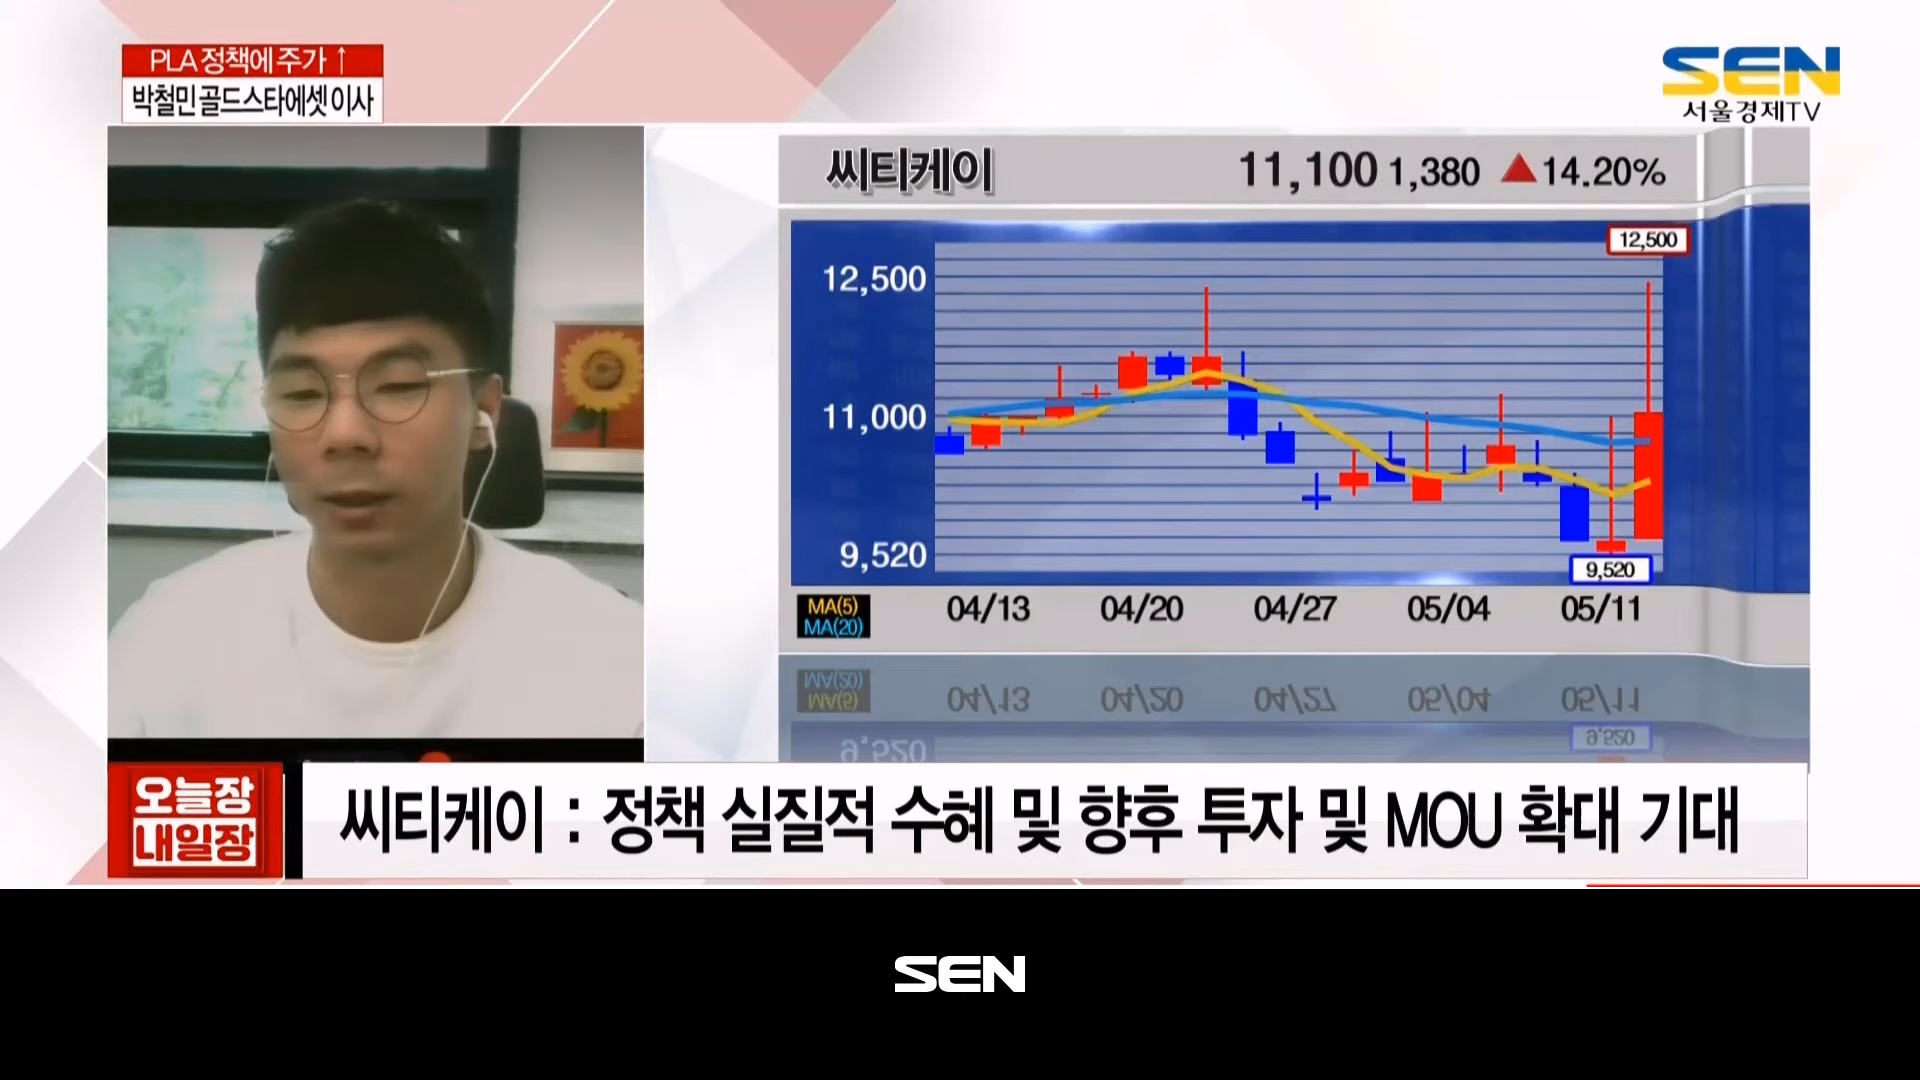 PLA 정책에 주가 ↑
박철민 골드스타에셋 이사
SEN
서울경제TV
씨티케이 11,100 1,380 ▲14.20%
12,500
12,500
11,000
9,520
9,520
MA(5)
MA(20)
04/13 04/20 04/27 05/04 05/11
오늘장
내일장
씨티케이 : 정책 실질적 수혜 및 향후 투자 및 MOU 확대 기대
SEN